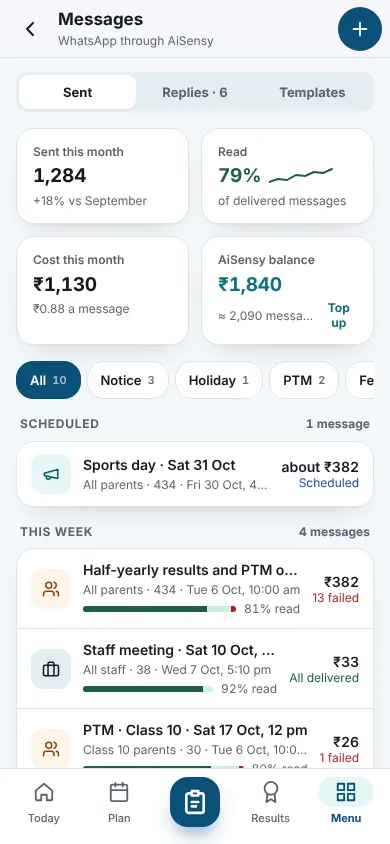 Messages
WhatsApp through AiSensy
Sent
Replies · 6
Templates
Sent this month
1,284
+18% vs September
Read
79%
of delivered messages
Cost this month
₹1,130
₹0.88 a message
AiSensy balance
₹1,840
≈ 2,090 messa...
Top up
All 10
Notice 3
Holiday 1
PTM 2
Fe
SCHEDULED
1 message
Sports day · Sat 31 Oct
about ₹382
All parents · 434 · Fri 30 Oct, 4...
Scheduled
THIS WEEK
4 messages
Half-yearly results and PTM o...
₹382
All parents · 434 · Tue 6 Oct, 10:00 am
13 failed
81% read
Staff meeting · Sat 10 Oct, ...
₹33
All staff · 38 · Wed 7 Oct, 5:10 pm
All delivered
92% read
PTM · Class 10 · Sat 17 Oct, 12 pm
₹26
Class 10 parents · 30 · Tue 6 Oct, 10:0...
1 failed
80% read
Today
Plan
Results
Menu